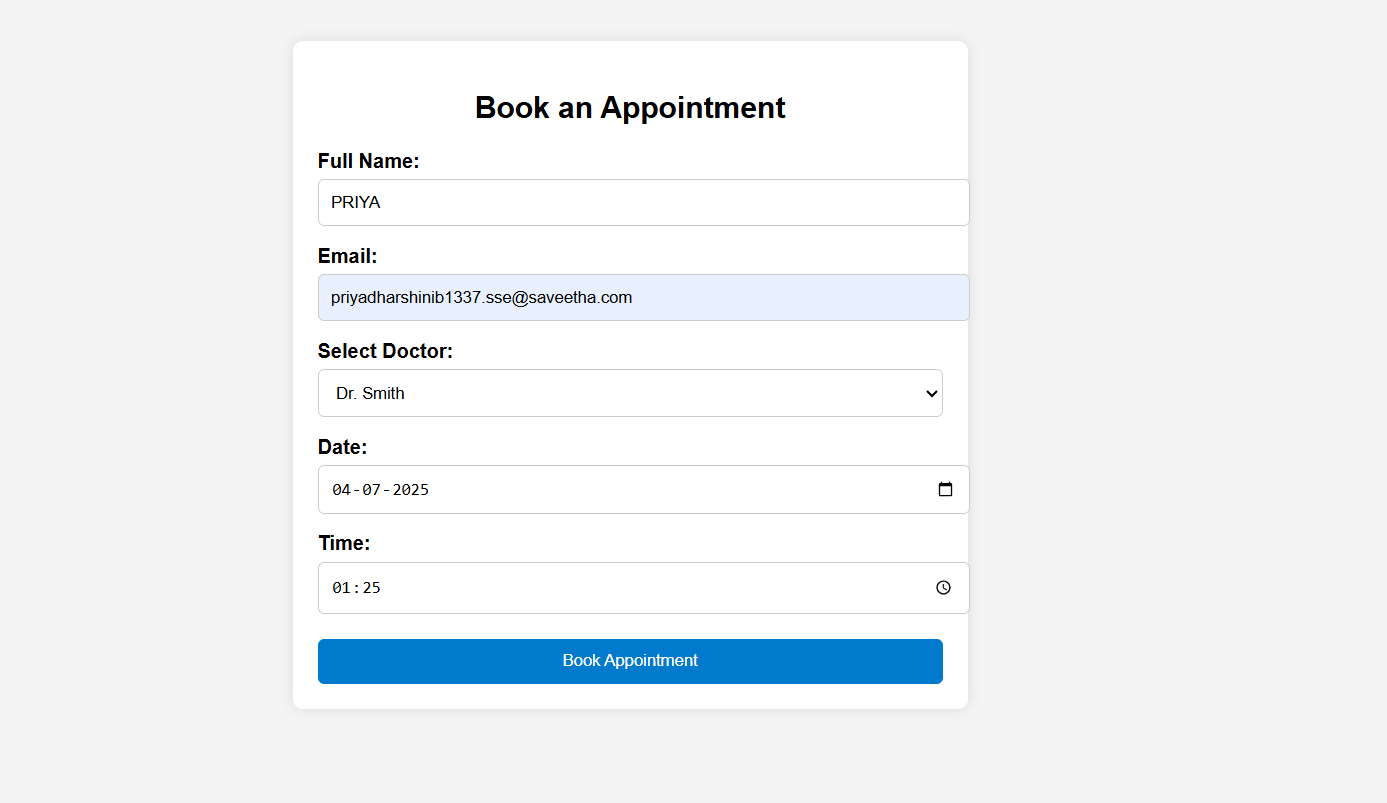 Book an Appointment
Full Name:
PRIYA
Email:
priyadharshinib1337.sse@saveetha.com
Select Doctor:
Dr. Smith
Date:
04-07-2025
Time:
01:25
Book Appointment